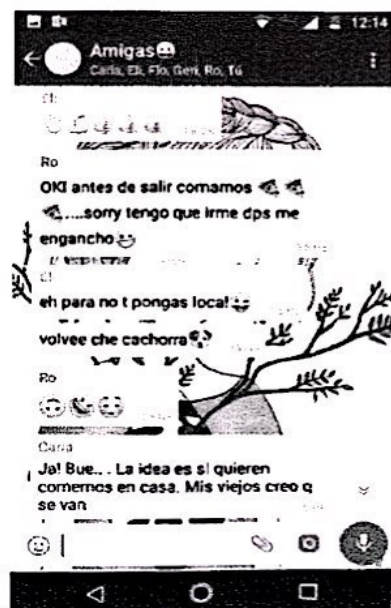 12:14
Amigas
Carla, Eli, Flo, Geri, Ro, Tú
Ro
OKI antes de salir comamos
....sorry tengo que irme dps me
engancho
eh para no t pongas loca!
volvee che cachorra
Ro
Carla
Ja! Bue... La idea es si quieren
comemos en casa. Mis viejos creo q
se van